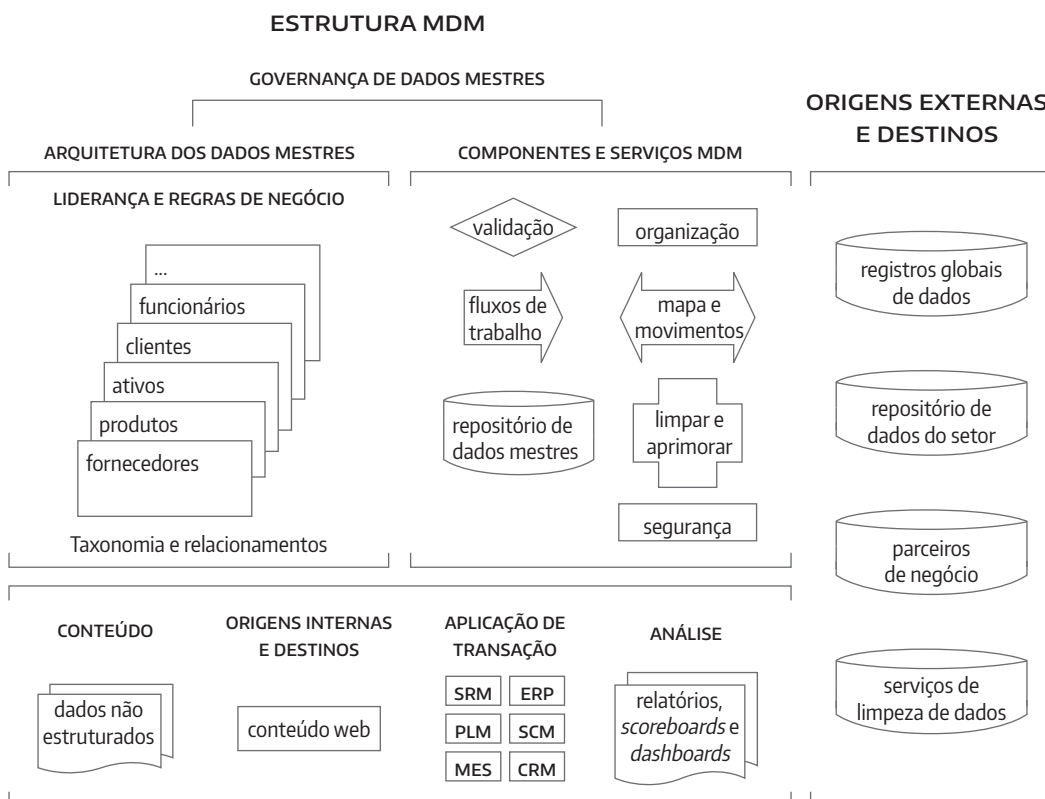 ESTRUTURA MDM
GOVERNANÇA DE DADOS MESTRES
ARQUITETURA DOS DADOS MESTRES
LIDERANÇA E REGRAS DE NEGÓCIO
...
funcionários
clientes
ativos
produtos
fornecedores
Taxonomia e relacionamentos
COMPONENTES E SERVIÇOS MDM
validação
organização
fluxos de
trabalho
mapa e
movimentos
repositório de
dados mestres
limpar e
aprimorar
segurança
ORIGENS EXTERNAS
E DESTINOS
registros globais
de dados
repositório de
dados do setor
parceiros
de negócio
serviços de
limpeza de dados
CONTEÚDO
dados não
estruturados
ORIGENS INTERNAS
E DESTINOS
conteúdo web
APLICAÇÃO DE
TRANSAÇÃO
SRM
ERP
PLM
SCM
MES
CRM
ANÁLISE
relatórios,
scoreboards e
dashboards